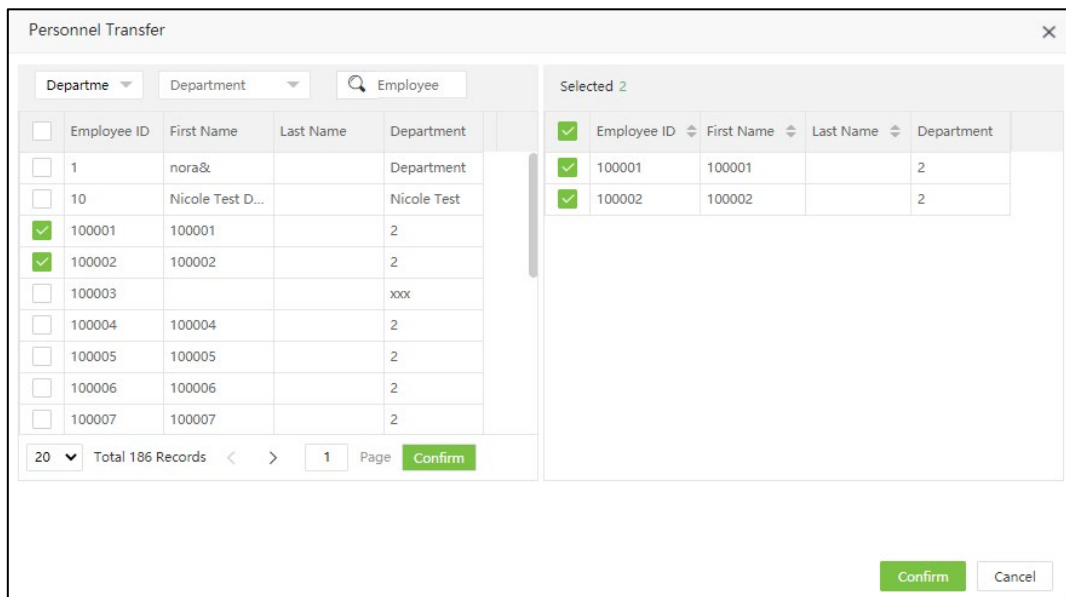 Personnel Transfer
Departme Department Employee
Employee ID First Name Last Name Department
1 nora& Department
10 Nicole Test D... Nicole Test
100001 100001 2
100002 100002 2
100003 xxx
100004 100004 2
100005 100005 2
100006 100006 2
100007 100007 2
20 Total 186 Records < > 1 Page Confirm
Selected 2
Employee ID First Name Last Name Department
100001 100001 2
100002 100002 2
Confirm Cancel